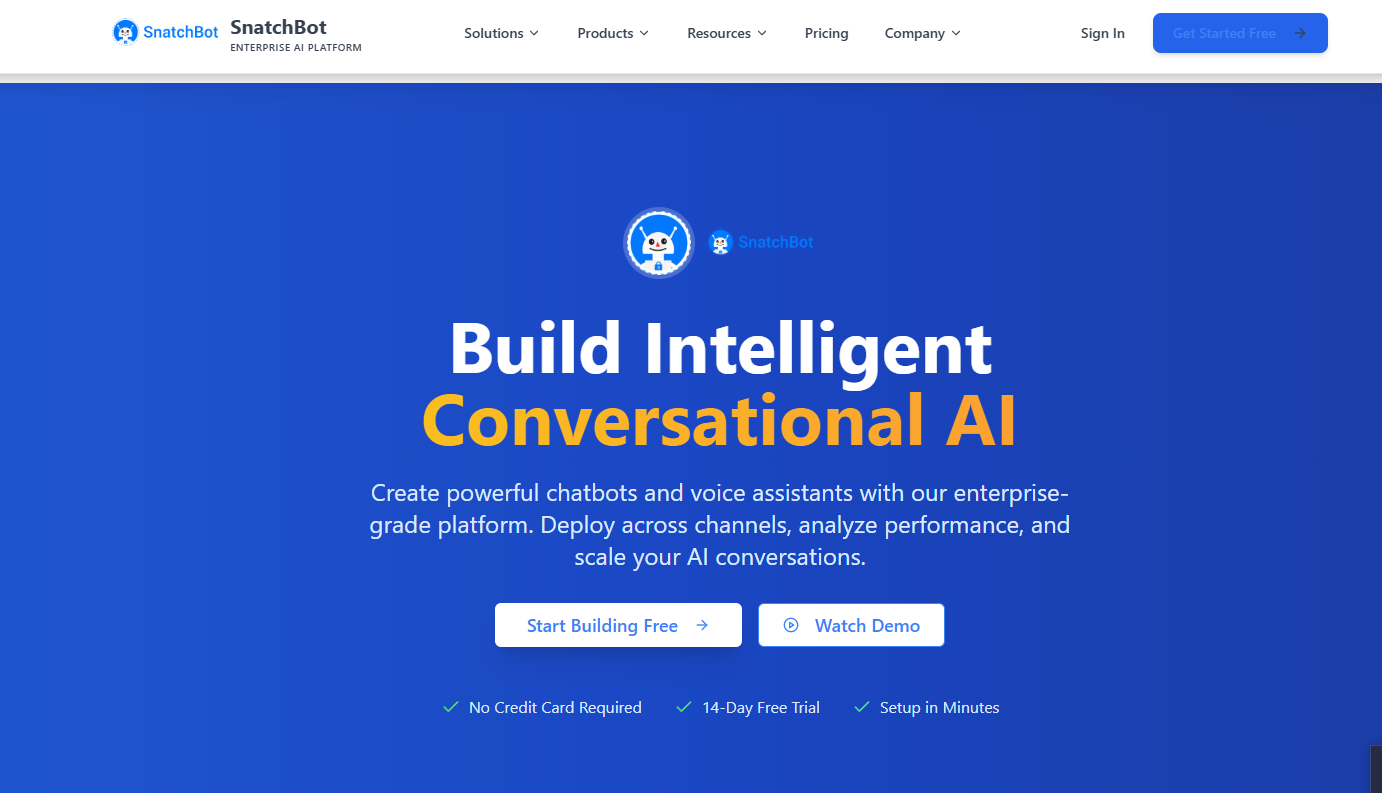 SnatchBot
SnatchBot
ENTERPRISE AI PLATFORM
Solutions
Products
Resources
Pricing
Company
Sign In
Get Started Free
SnatchBot
Build Intelligent
Conversational AI
Create powerful chatbots and voice assistants with our enterprise-
grade platform. Deploy across channels, analyze performance, and
scale your AI conversations.
Start Building Free
Watch Demo
No Credit Card Required
14-Day Free Trial
Setup in Minutes